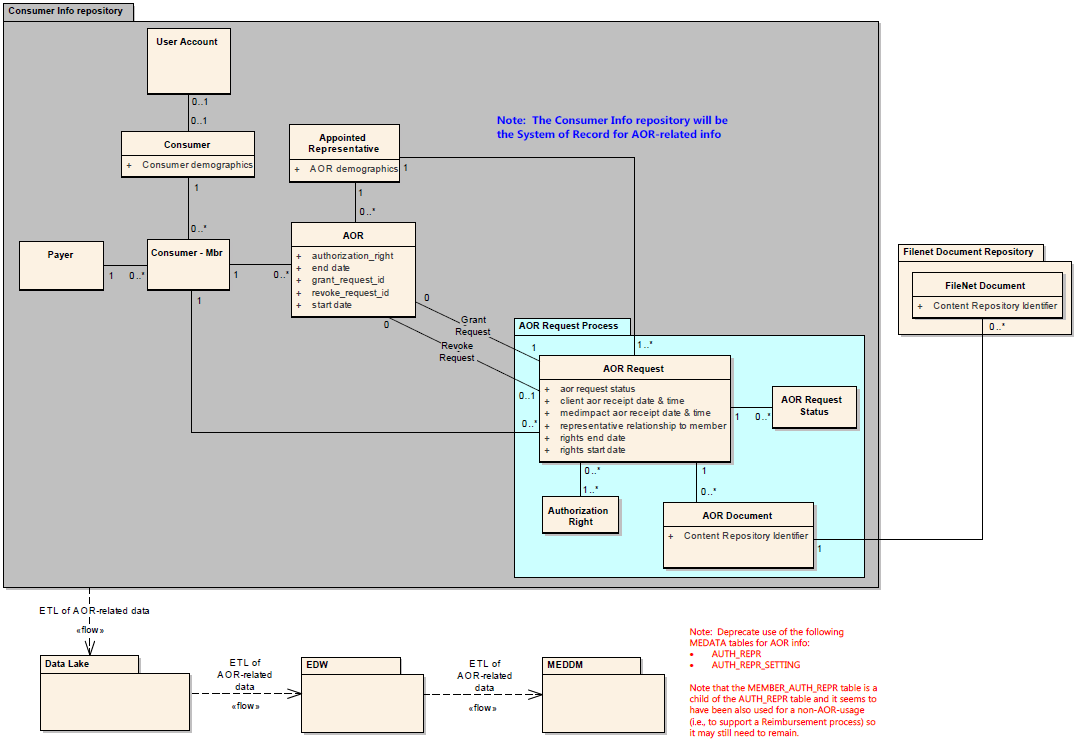 Consumer Info repository
User Account
0..1
0..1
Consumer
+ Consumer demographics
1
0..*
Appointed
Representative
+ AOR demographics
1
1
0..*
Note: The Consumer Info repository will be
the System of Record for AOR-related info
Payer
1
0..*
Consumer - Mbr
1
0..*
1
AOR
+ authorization_right
+ end date
+ grant_request_id
+ revoke_request_id
+ start date
0
Grant
Request
1
0
Revoke
Request
0..1
0..*
Filenet Document Repository
FileNet Document
+ Content Repository Identifier
0..*
AOR Request Process
1..*
AOR Request
+ aor request status
+ client aor receipt date & time
+ medimpact aor receipt date & time
+ representative relationship to member
+ rights end date
+ rights start date
1
0..*
AOR Request
Status
0..*
1..*
Authorization
Right
1
0..*
AOR Document
+ Content Repository Identifier
1
ETL of AOR-related data
«flow»
Data Lake
ETL of
AOR-related
data
«flow»
EDW
ETL of
AOR-related
data
«flow»
MEDDM
Note: Deprecate use of the following
MEDATA tables for AOR info:
• AUTH_REPR
• AUTH_REPR_SETTING
Note that the MEMBER_AUTH_REPR table is a
child of the AUTH_REPR table and it seems to
have been also used for a non-AOR-usage
(i.e., to support a Reimbursement process) so
it may still need to remain.